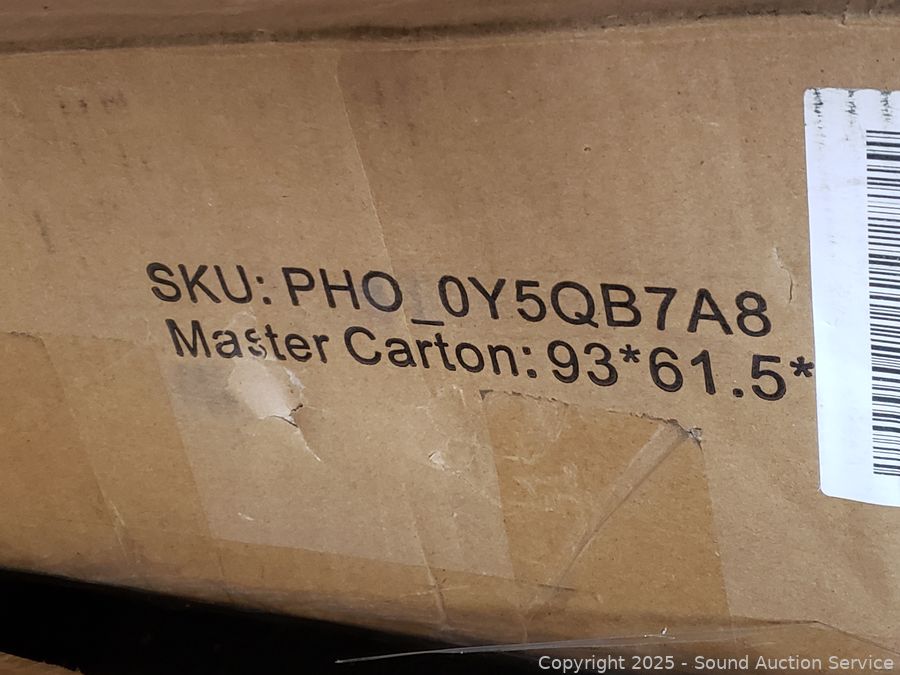 SKU: PHO_0Y5QB7A8
Master Carton: 93*61.5*
Copyright 2025 - Sound Auction Service